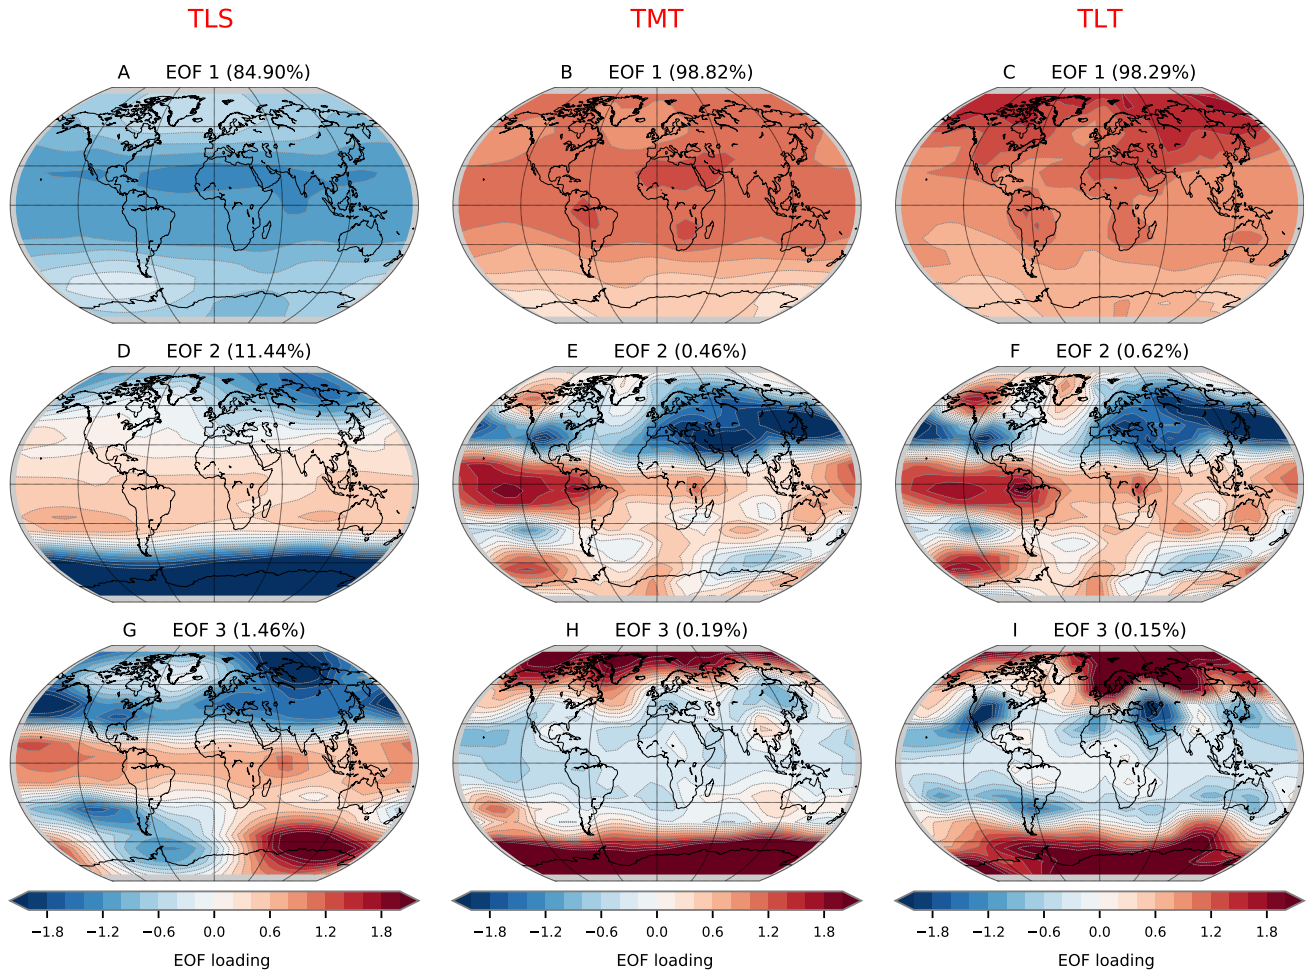 TLS TMT TLT
A EOF 1 (84.90%) B EOF 1 (98.82%) C EOF 1 (98.29%)
D EOF 2 (11.44%) E EOF 2 (0.46%) F EOF 2 (0.62%)
G EOF 3 (1.46%) H EOF 3 (0.19%) I EOF 3 (0.15%)
−1.8 −1.2 −0.6 0.0 0.6 1.2 1.8 −1.8 −1.2 −0.6 0.0 0.6 1.2 1.8 −1.8 −1.2 −0.6 0.0 0.6 1.2 1.8
EOF loading EOF loading EOF loading